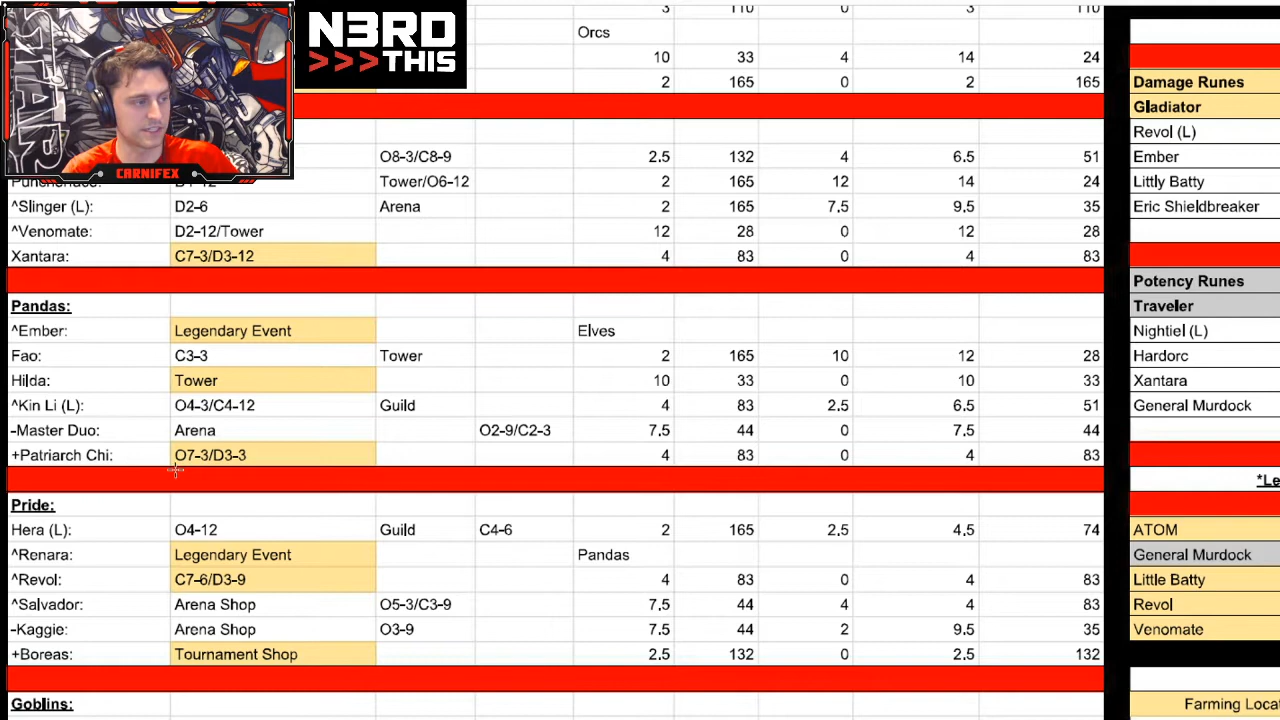 N3RD
>>>THIS
CARNIFEX
3 110 0 3 110
Orcs
10 33 4 14 24
2 165 0 2 165
O8-3/C8-9 2.5 132 4 6.5 51
Tower/O6-12 2 165 12 14 24
^Slinger (L): D2-6 Arena 2 165 7.5 9.5 35
^Venomate: D2-12/Tower 12 28 0 12 28
Xantara: C7-3/D3-12 4 83 0 4 83
Pandas:
^Ember: Legendary Event Elves
Fao: C3-3 Tower 2 165 10 12 28
Hilda: Tower 10 33 0 10 33
^Kin Li (L): O4-3/C4-12 Guild 4 83 2.5 6.5 51
-Master Duo: Arena O2-9/C2-3 7.5 44 0 7.5 44
+Patriarch Chi: O7-3/D3-3 4 83 0 4 83
Pride:
Hera (L): O4-12 Guild C4-6 2 165 2.5 4.5 74
^Renara: Legendary Event Pandas
^Revol: C7-6/D3-9 4 83 0 4 83
^Salvador: Arena Shop O5-3/C3-9 7.5 44 4 4 83
-Kaggie: Arena Shop O3-9 7.5 44 2 9.5 35
+Boreas: Tournament Shop 2.5 132 0 2.5 132
Goblins:
Damage Runes
Gladiator
Revol (L)
Ember
Littly Batty
Eric Shieldbreaker
Potency Runes
Traveler
Nightiel (L)
Hardorc
Xantara
General Murdock
*Le
ATOM
General Murdock
Little Batty
Revol
Venomate
Farming Loca